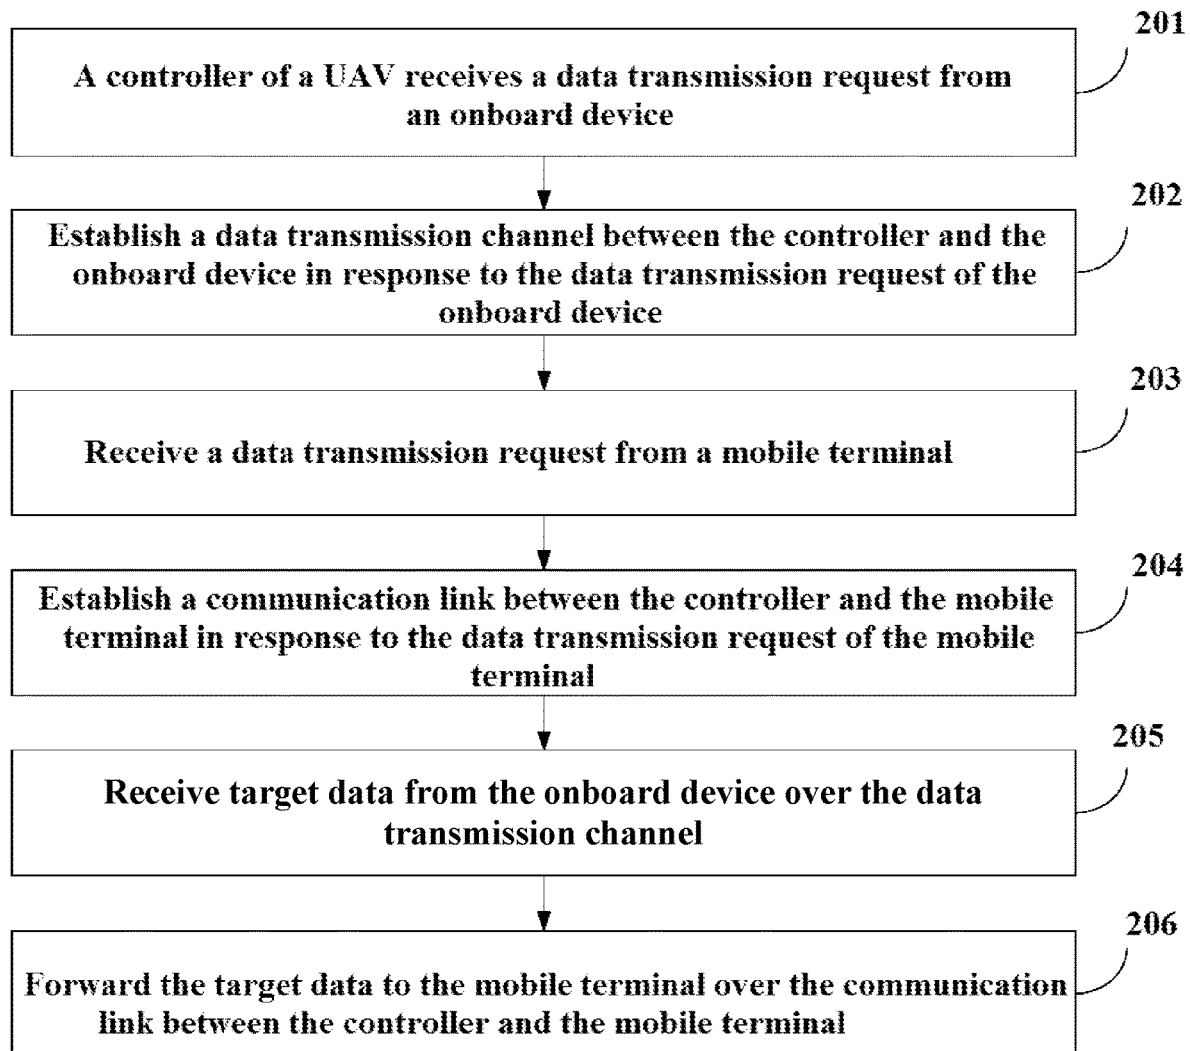 201
A controller of a UAV receives a data transmission request from
an onboard device
202
Establish a data transmission channel between the controller and the
onboard device in response to the data transmission request of the
onboard device
203
Receive a data transmission request from a mobile terminal
204
Establish a communication link between the controller and the mobile
terminal in response to the data transmission request of the mobile
terminal
205
Receive target data from the onboard device over the data
transmission channel
206
Forward the target data to the mobile terminal over the communication
link between the controller and the mobile terminal